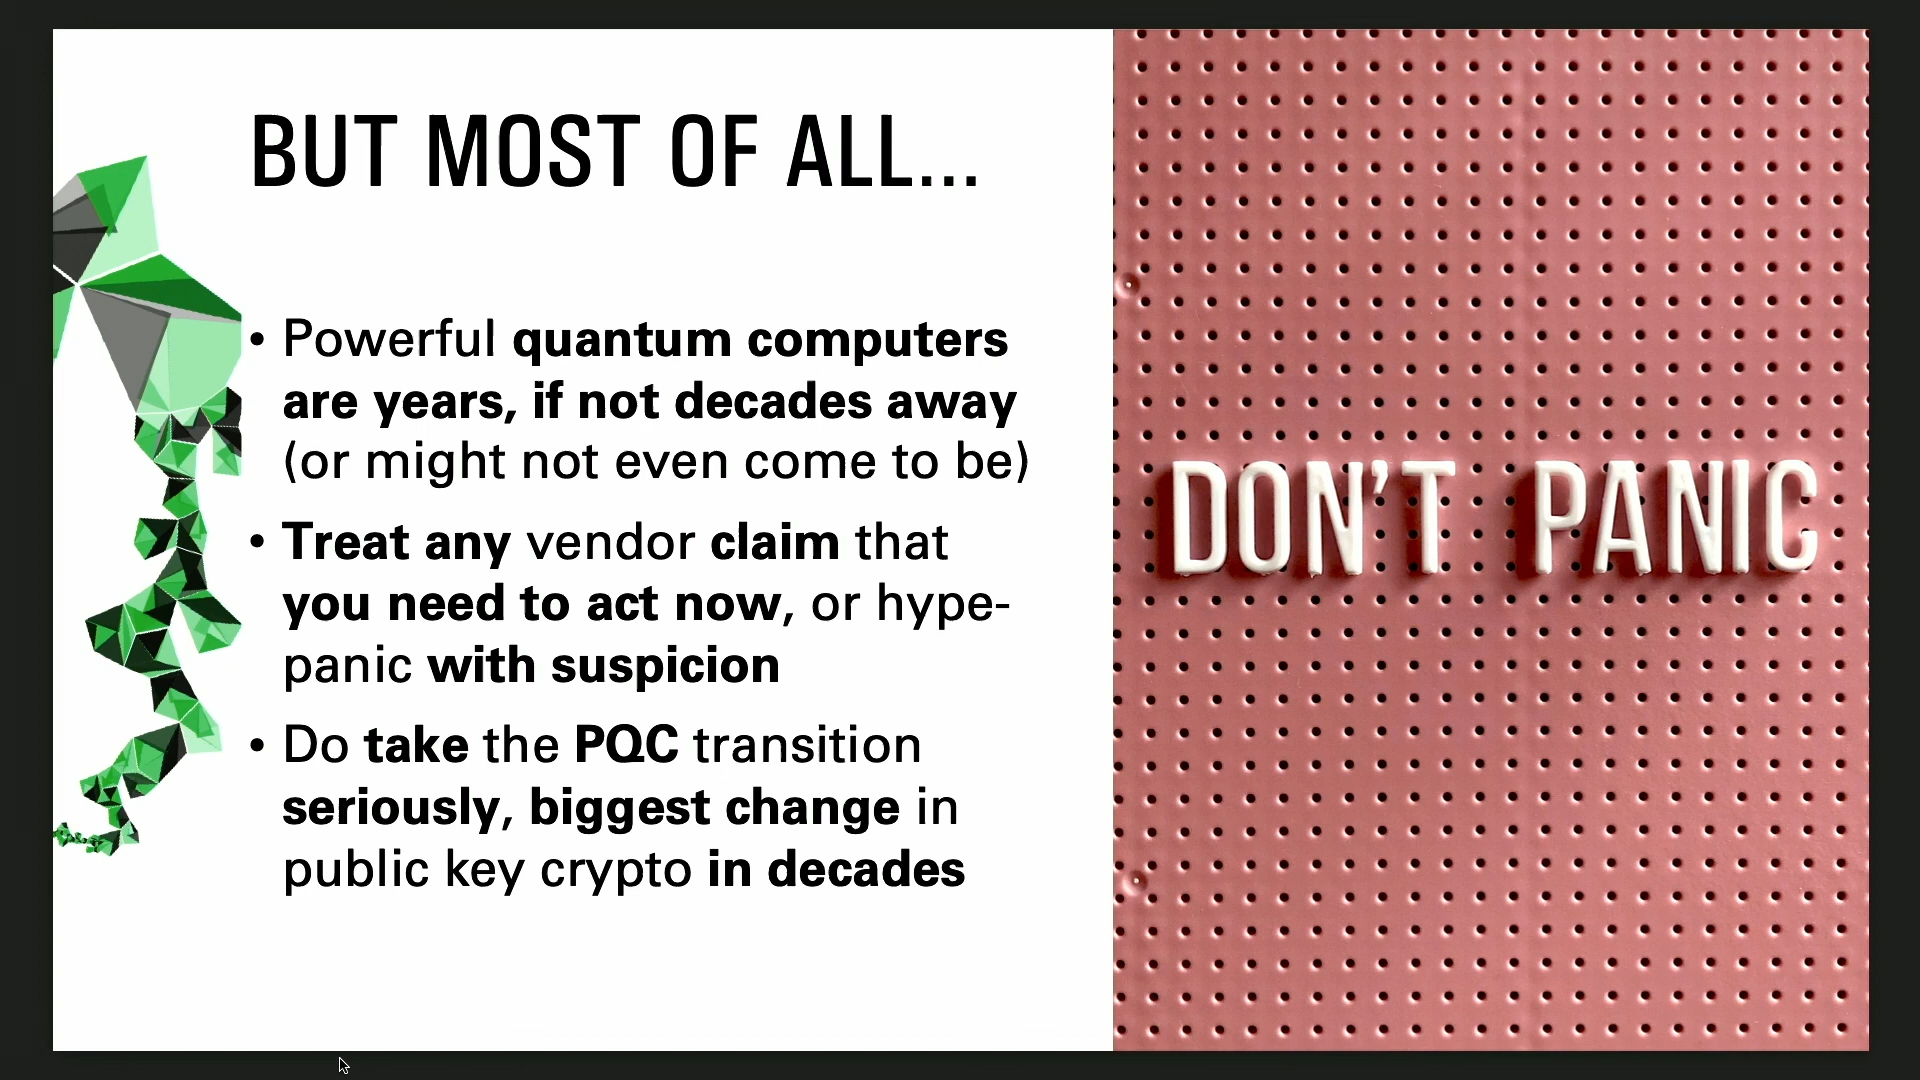 BUT MOST OF ALL...
• Powerful quantum computers
are years, if not decades away
(or might not even come to be)
• Treat any vendor claim that
you need to act now, or hype-
panic with suspicion
• Do take the PQC transition
seriously, biggest change in
public key crypto in decades
DON'T PANIC